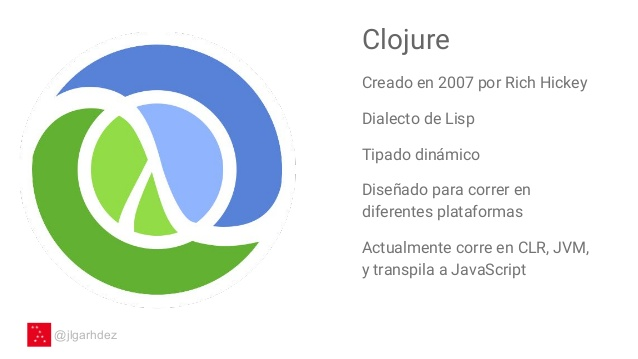 Clojure
Creado en 2007 por Rich Hickey
Dialecto de Lisp
Tipado dinámico
Diseñado para correr en
diferentes plataformas
Actualmente corre en CLR, JVM,
y transpila a JavaScript
@jlgarhdez